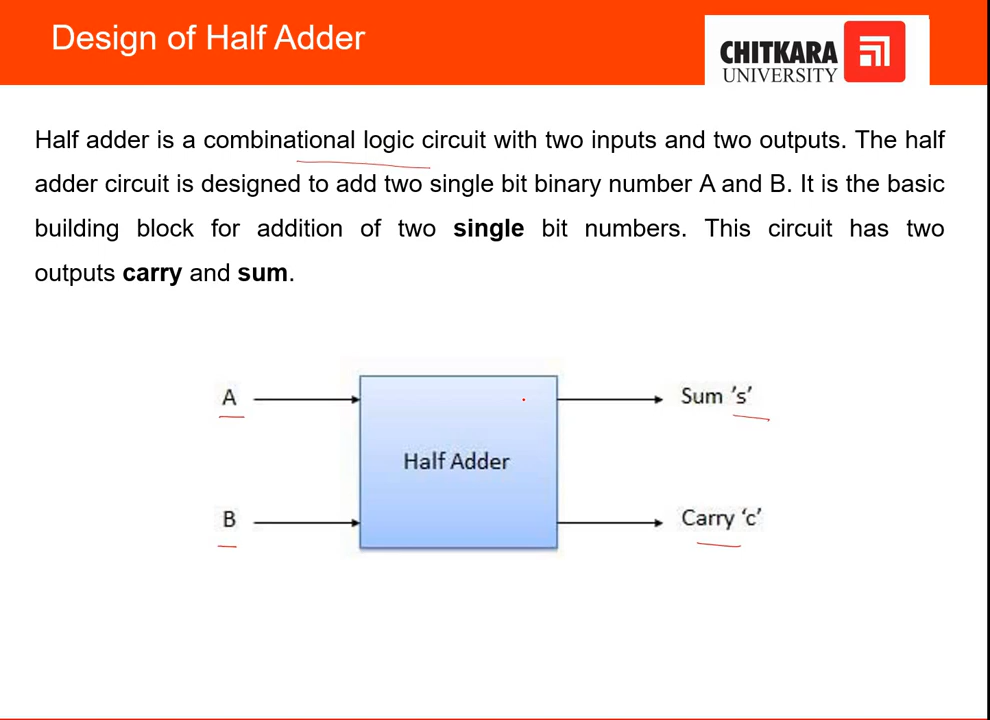 Design of Half Adder
CHITKARA
UNIVERSITY
Half adder is a combinational logic circuit with two inputs and two outputs. The half
adder circuit is designed to add two single bit binary number A and B. It is the basic
building block for addition of two single bit numbers. This circuit has two
outputs carry and sum.
A
Sum ’s’
Half Adder
B
Carry ‘c’